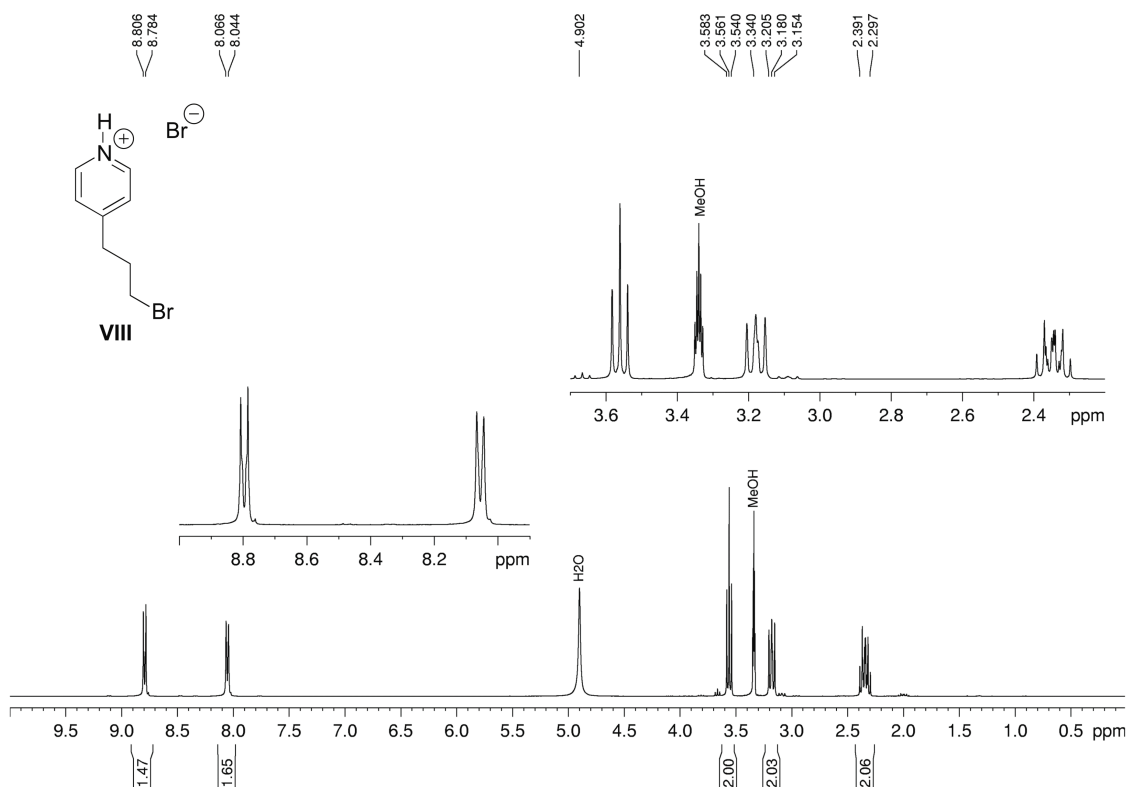 8.806
8.784
8.066
8.044
4.902
3.583
3.561
3.540
3.340
3.205
3.180
3.154
2.391
2.297
H
N
+
Br −
Br
VIII
MeOH
3.6 3.4 3.2 3.0 2.8 2.6 2.4 ppm
8.8 8.6 8.4 8.2 ppm
H2O
MeOH
9.5 9.0 8.5 8.0 7.5 7.0 6.5 6.0 5.5 5.0 4.5 4.0 3.5 3.0 2.5 2.0 1.5 1.0 0.5 ppm
1.47
1.65
2.00
2.03
2.06